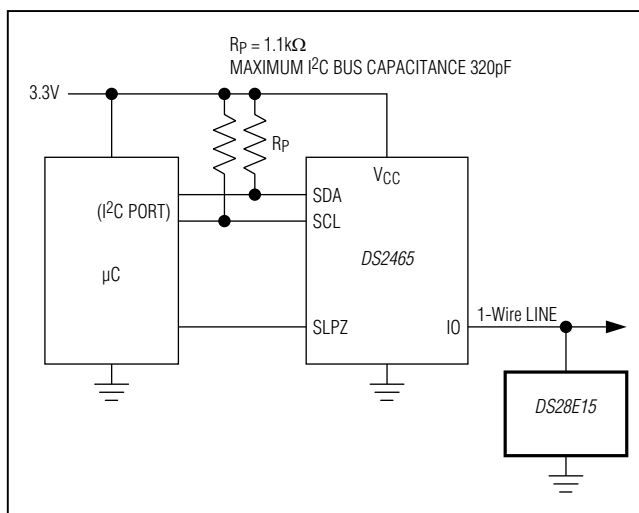 RP = 1.1kΩ
MAXIMUM I2C BUS CAPACITANCE 320pF
3.3V
RP
VCC
SDA
(I2C PORT)
SCL
DS2465
µC
1-Wire LINE
SLPZ
IO
DS28E15